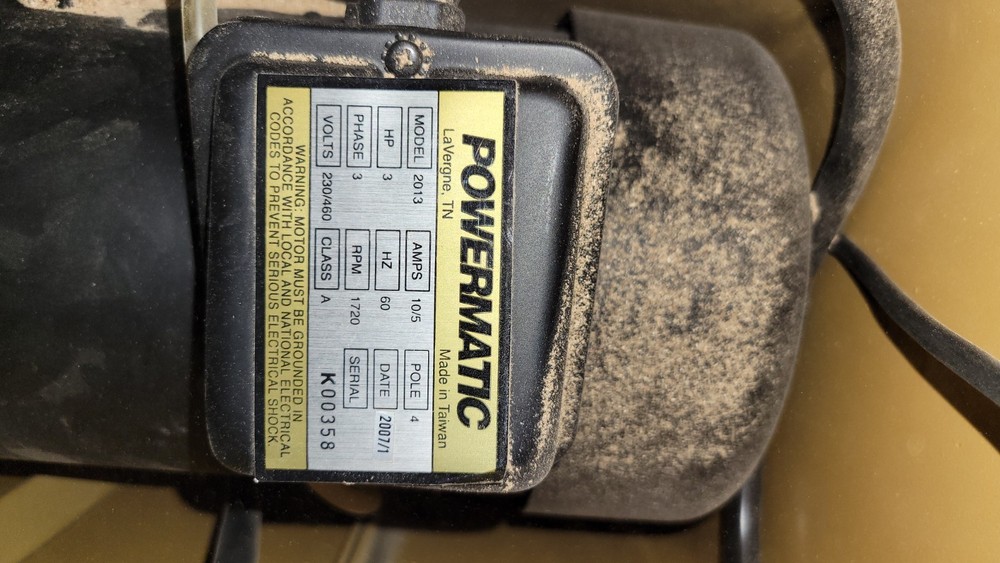 POWERMATIC
LaVergne, TN Made in Taiwan
MODEL 2013 AMPS 10/5 POLE 4
HP 3 HZ 60 DATE 2007/1
PHASE 3 RPM 1720 SERIAL
VOLTS 230/460 CLASS A K00358
WARNING: MOTOR MUST BE GROUNDED IN
ACCORDANCE WITH LOCAL AND NATIONAL ELECTRICAL
CODES TO PREVENT SERIOUS ELECTRICAL SHOCK.